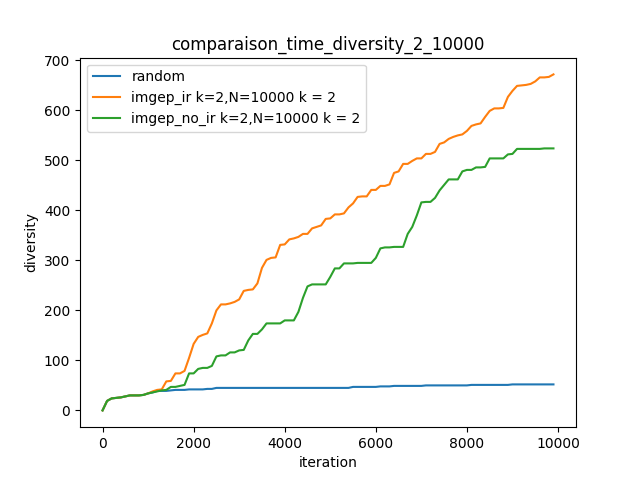 comparaison_time_diversity_2_10000
random
imgep_ir k=2,N=10000 k = 2
imgep_no_ir k=2,N=10000 k = 2
700
600
500
400
300
200
100
0
diversity
0 2000 4000 6000 8000 10000
iteration